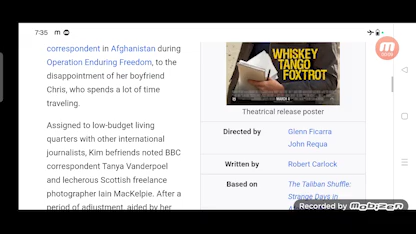 7:35 m
correspondent in Afghanistan during
Operation Enduring Freedom, to the
disappointment of her boyfriend
Chris, who spends a lot of time
traveling.
Assigned to low-budget living
quarters with other international
journalists, Kim befriends noted BBC
correspondent Tanya Vanderpoel
and lecherous Scottish freelance
photographer Iain MacKelpie. After a
period of adjustment, aided by her
WHISKEY
TANGO
FOXTROT
Theatrical release poster
Directed by Glenn Ficarra
John Requa
Written by Robert Carlock
Based on The Taliban Shuffle:
Strange Days in
Recorded by Mobizen